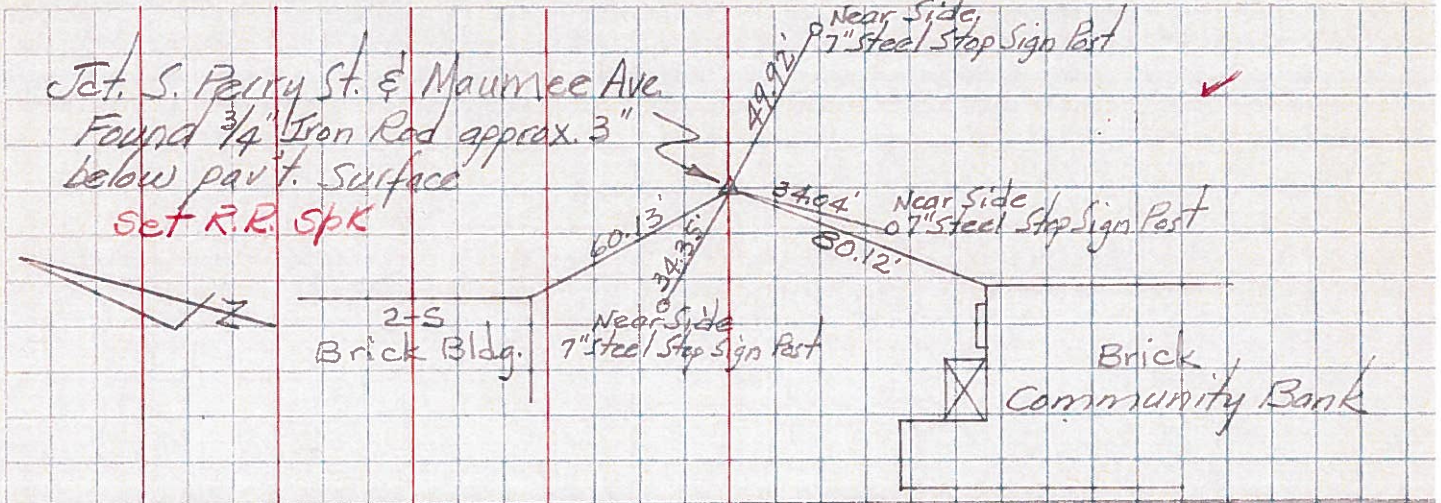 Near Side
7" Steel Stop Sign Post
49.92'
Jct. S. Perry St. & Maumee Ave.
Found 3/4" Iron Rod approx. 3"
below pav't. Surface
Set R.R. Spk
34.04'
Near Side
7" Steel Stop Sign Post
60.13'
34.35'
80.12'
Z
2-S
Brick Bldg.
Near Side
7" Steel Stop Sign Post
Brick
Community Bank